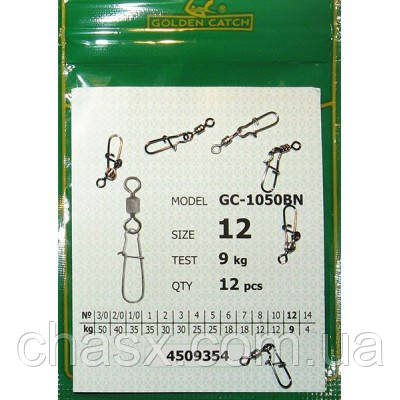 GOLDEN CATCH
MODEL GC-1050BN
SIZE 12
TEST 9 kg
QTY 12 pcs
№ 3/0 2/0 1/0 1 2 3 4 5 6 7 8 10 12 14
kg 50 40 35 35 30 30 25 25 18 18 12 12 9 4
4509354
https://chasx.com.ua